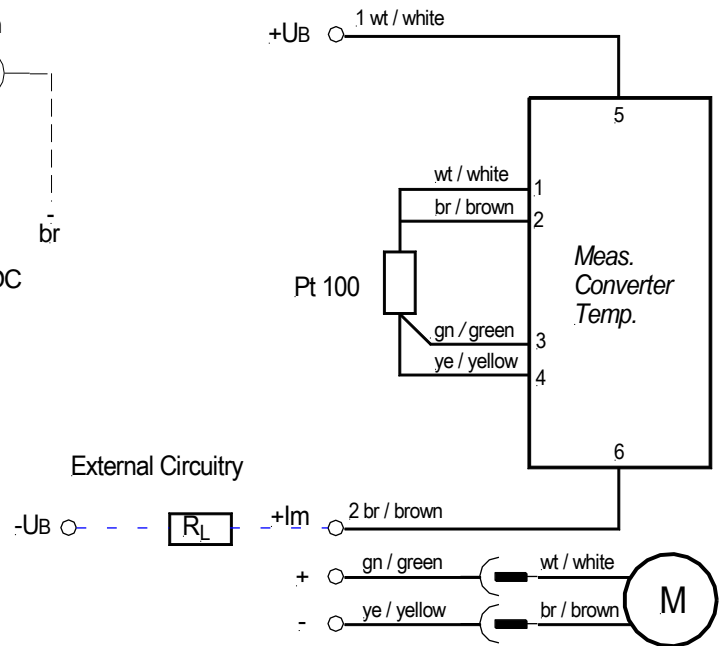 +UB
1 wt / white
5
wt / white
1
br / brown
2
-
br
Meas.
Converter
Temp.
Pt 100
gn / green
3
ye / yellow
4
6
External Circuitry
-UB
RL
+Im
2 br / brown
+
gn / green
wt / white
M
-
ye / yellow
br / brown